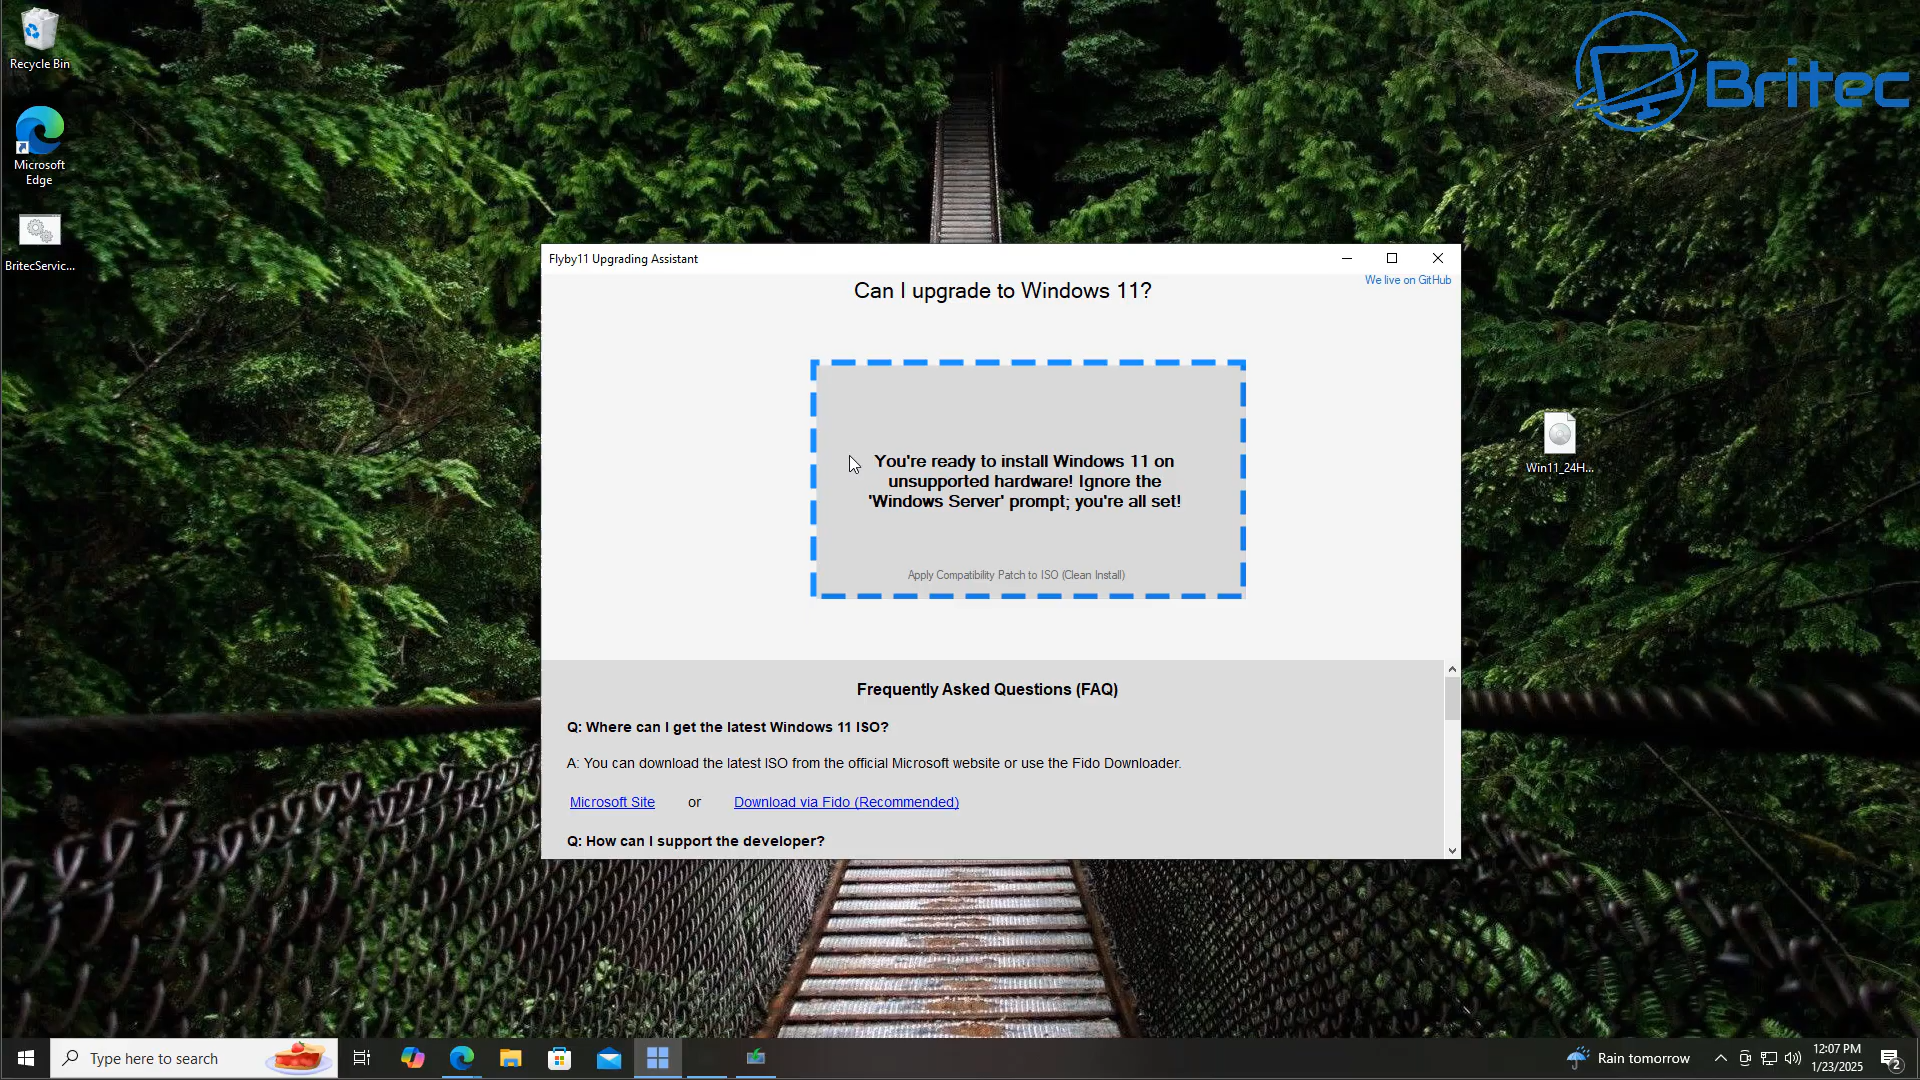 Recycle Bin
Microsoft
Edge
BritecServic...
Britec
Flyby11 Upgrading Assistant
We live on GitHub
Can I upgrade to Windows 11?
You're ready to install Windows 11 on
unsupported hardware! Ignore the
'Windows Server' prompt; you're all set!
Apply Compatibility Patch to ISO (Clean Install)
Win11_24H...
Frequently Asked Questions (FAQ)
Q: Where can I get the latest Windows 11 ISO?
A: You can download the latest ISO from the official Microsoft website or use the Fido Downloader.
Microsoft Site or Download via Fido (Recommended)
Q: How can I support the developer?
Type here to search
Rain tomorrow
12:07 PM
1/23/2025
2